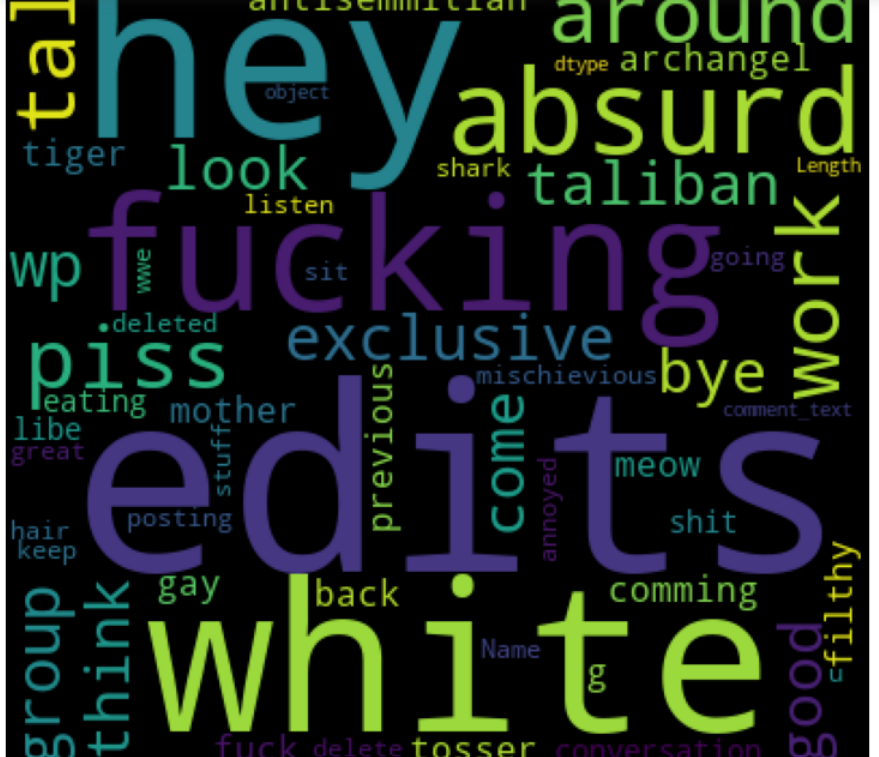 antisemmitian
around
tal
hey
dtype archangel
object
absurd
tiger
look
shark
Length
taliban
listen
work
fucking
wp
wwe
sit
going
deleted
exclusive
piss
bye
mischievious
previous
eating
mother
come
comment_text
libe
stuff
great
edits
meow
annoyed
posting
shit
hair
keep
filthy
gay
back
comming
group
think
white
Name
good
g
u
fuck
delete
tosser
conversation